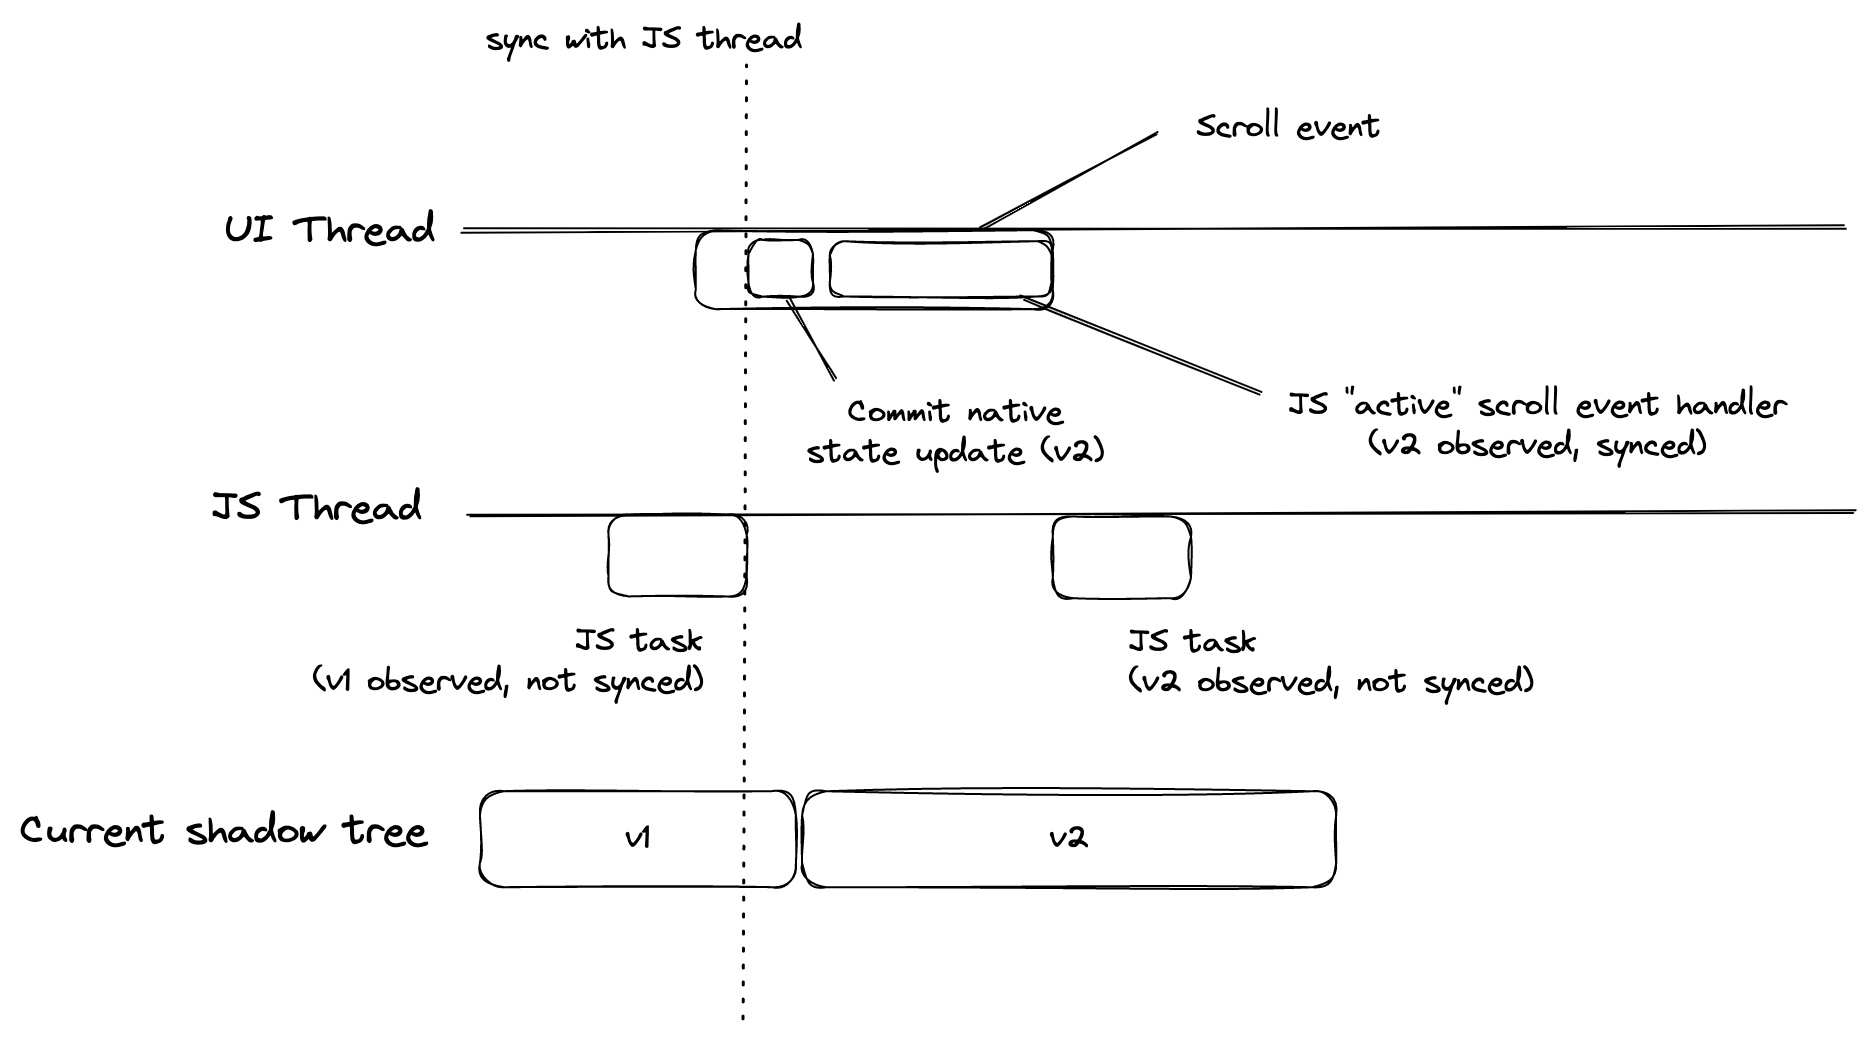 sync with JS thread
Scroll event
UI Thread
Commit native
state update (v2)
JS "active" scroll event handler
(v2 observed, synced)
JS Thread
JS task
(v1 observed, not synced)
JS task
(v2 observed, not synced)
Current shadow tree
v1
v2